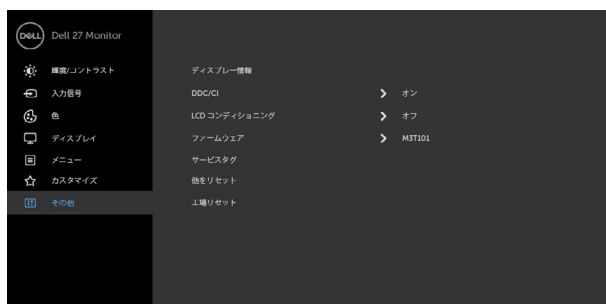 DELL Dell 27 Monitor
輝度/コントラスト
入力信号
色
ディスプレイ
メニュー
カスタマイズ
その他
ディスプレー情報
DDC/CI オン
LCD コンディショニング オフ
ファームウェア M3T101
サービスタグ
他をリセット
工場リセット